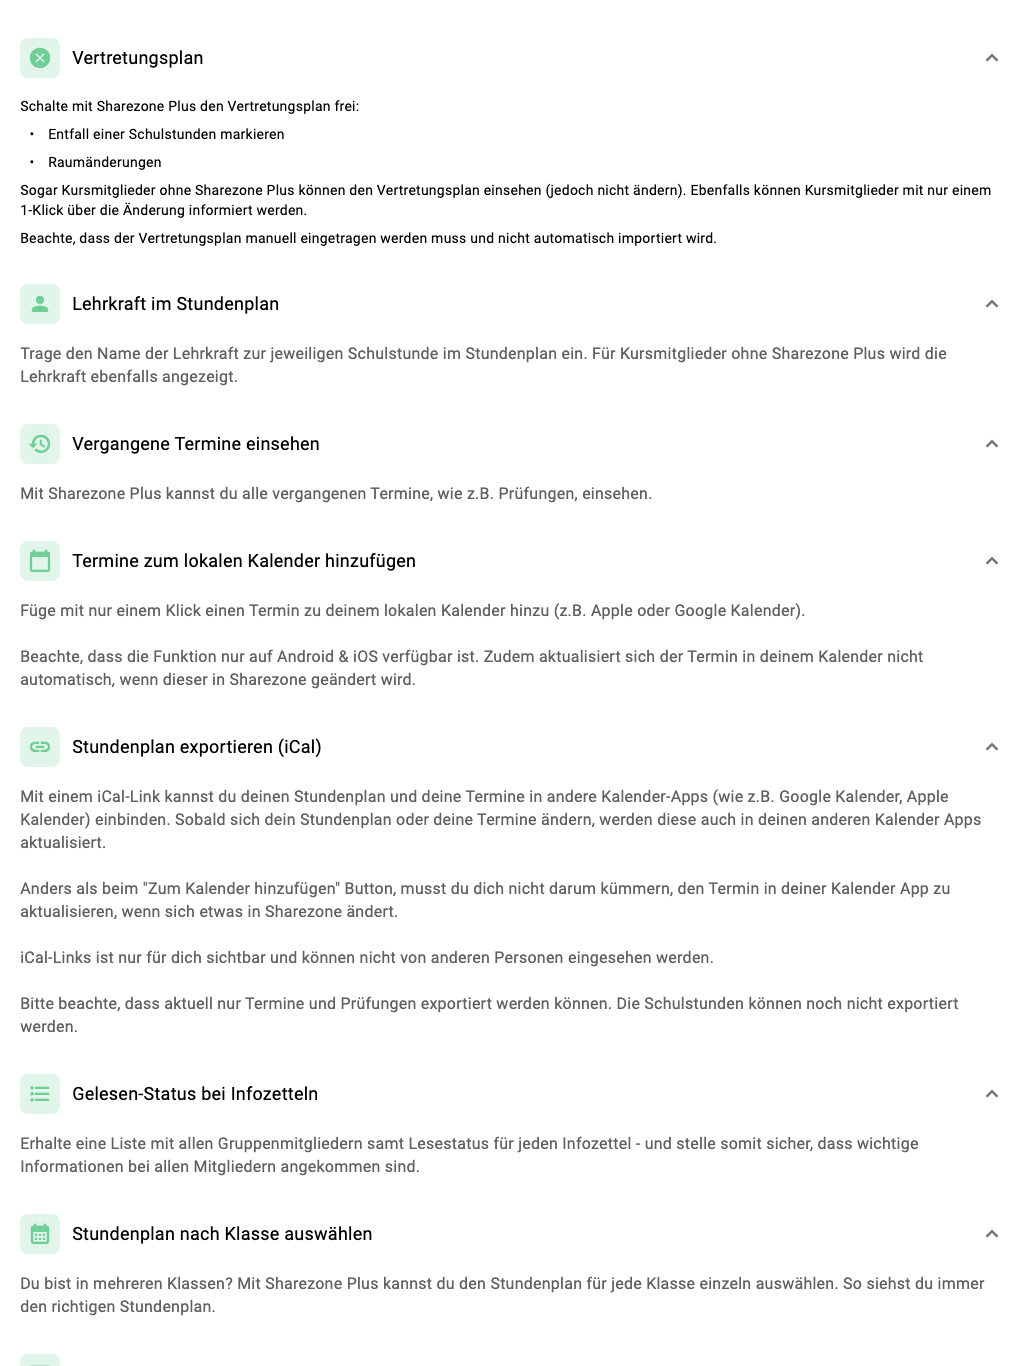 Vertretungsplan
Schalte mit Sharezone Plus den Vertretungsplan frei:
• Entfall einer Schulstunden markieren
• Raumänderungen
Sogar Kursmitglieder ohne Sharezone Plus können den Vertretungsplan einsehen (jedoch nicht ändern). Ebenfalls können Kursmitglieder mit nur einem
1-Klick über die Änderung informiert werden.
Beachte, dass der Vertretungsplan manuell eingetragen werden muss und nicht automatisch importiert wird.
Lehrkraft im Stundenplan
Trage den Name der Lehrkraft zur jeweiligen Schulstunde im Stundenplan ein. Für Kursmitglieder ohne Sharezone Plus wird die
Lehrkraft ebenfalls angezeigt.
Vergangene Termine einsehen
Mit Sharezone Plus kannst du alle vergangenen Termine, wie z.B. Prüfungen, einsehen.
Termine zum lokalen Kalender hinzufügen
Füge mit nur einem Klick einen Termin zu deinem lokalen Kalender hinzu (z.B. Apple oder Google Kalender).
Beachte, dass die Funktion nur auf Android & iOS verfügbar ist. Zudem aktualisiert sich der Termin in deinem Kalender nicht
automatisch, wenn dieser in Sharezone geändert wird.
Stundenplan exportieren (iCal)
Mit einem iCal-Link kannst du deinen Stundenplan und deine Termine in andere Kalender-Apps (wie z.B. Google Kalender, Apple
Kalender) einbinden. Sobald sich dein Stundenplan oder deine Termine ändern, werden diese auch in deinen anderen Kalender Apps
aktualisiert.
Anders als beim "Zum Kalender hinzufügen" Button, musst du dich nicht darum kümmern, den Termin in deiner Kalender App zu
aktualisieren, wenn sich etwas in Sharezone ändert.
iCal-Links ist nur für dich sichtbar und können nicht von anderen Personen eingesehen werden.
Bitte beachte, dass aktuell nur Termine und Prüfungen exportiert werden können. Die Schulstunden können noch nicht exportiert
werden.
Gelesen-Status bei Infozetteln
Erhalte eine Liste mit allen Gruppenmitgliedern samt Lesestatus für jeden Infozettel - und stelle somit sicher, dass wichtige
Informationen bei allen Mitgliedern angekommen sind.
Stundenplan nach Klasse auswählen
Du bist in mehreren Klassen? Mit Sharezone Plus kannst du den Stundenplan für jede Klasse einzeln auswählen. So siehst du immer
den richtigen Stundenplan.